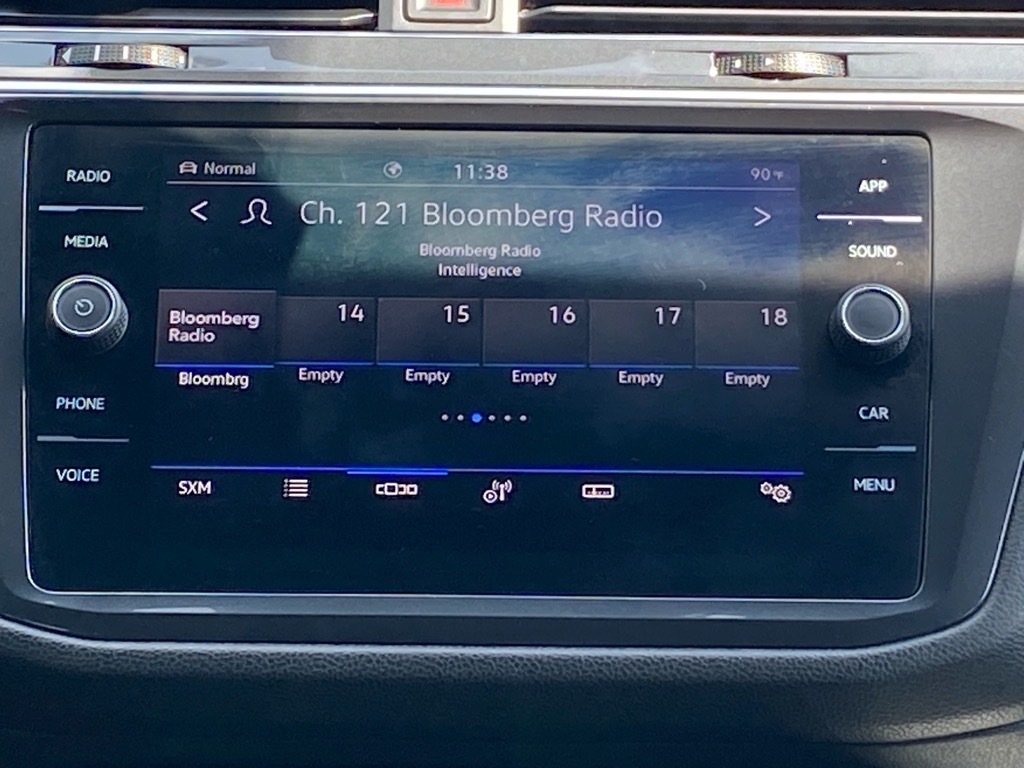 RADIO
MEDIA
PHONE
VOICE
Normal
11:38
90°F
Ch. 121 Bloomberg Radio
Bloomberg Radio
Intelligence
Bloomberg
Radio
14
15
16
17
18
Bloombrg
Empty
Empty
Empty
Empty
Empty
SXM
APP
SOUND
CAR
MENU